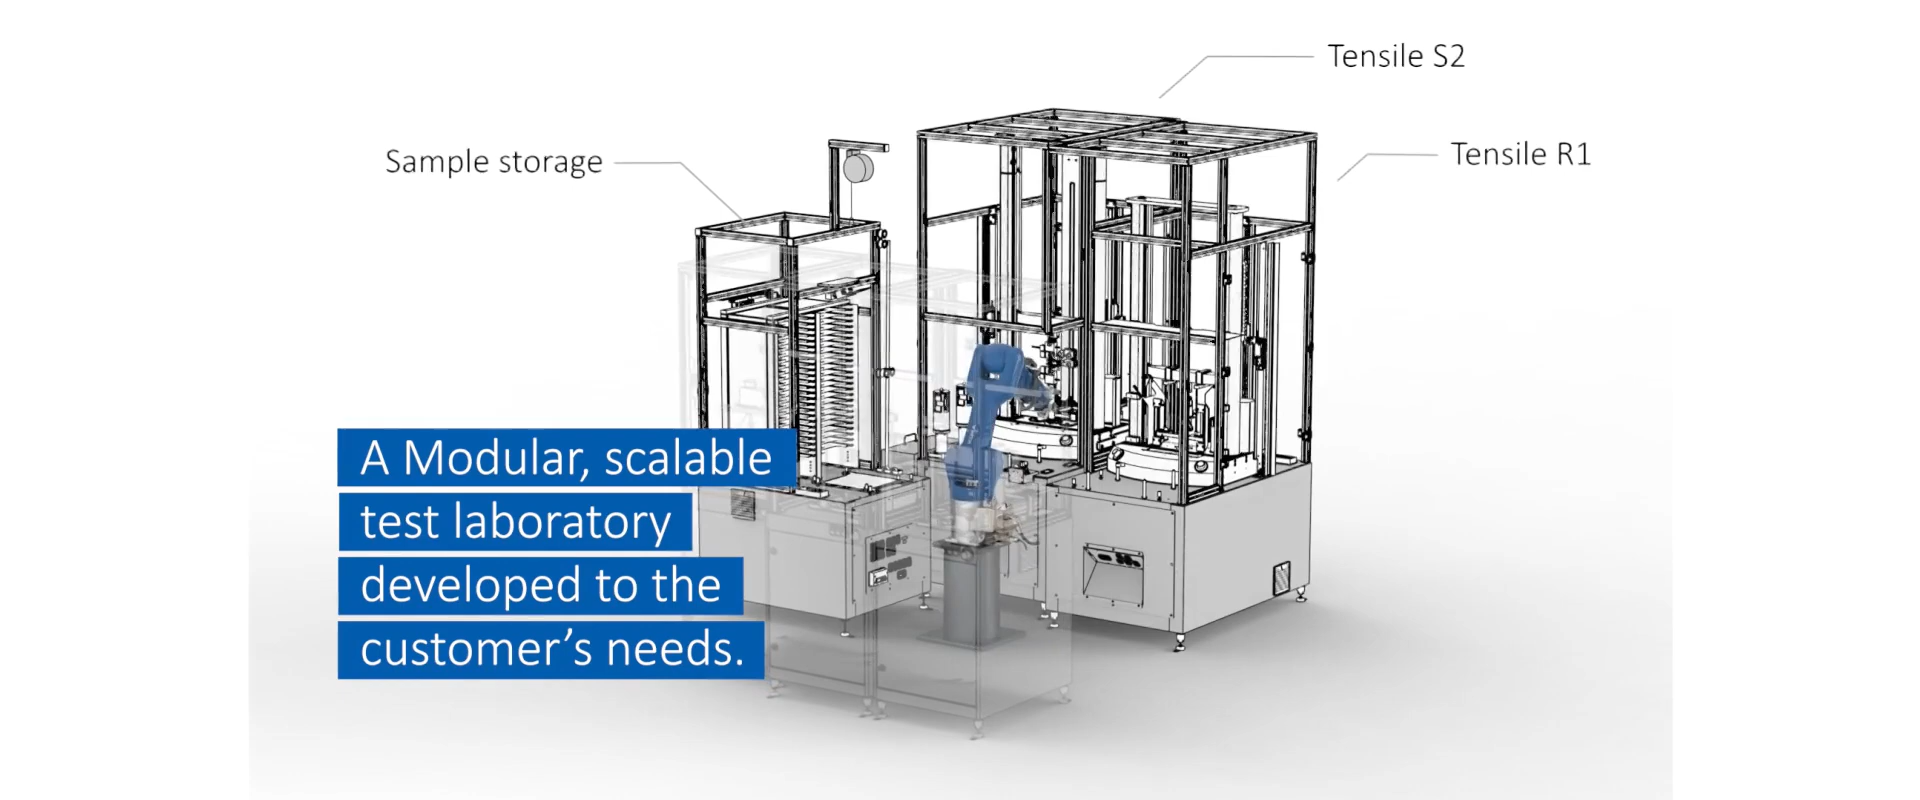 Tensile S2
Tensile R1
Sample storage
A Modular, scalable
test laboratory
developed to the
customer’s needs.